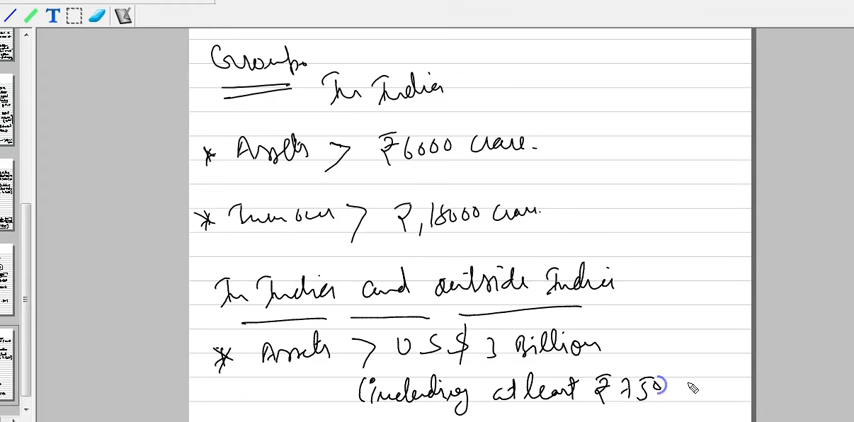 Group
In India
* Assets > ₹6000 crore.
* Turnover > ₹,18000 crore.
In India and outside India
* Assets > US$ 3 Billion
(including at least ₹ 750